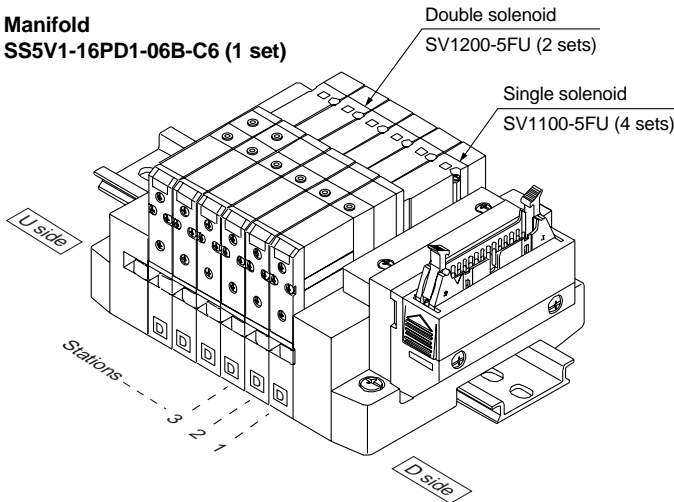 Manifold
SS5V1-16PD1-06B-C6 (1 set)
Double solenoid
SV1200-5FU (2 sets)
Single solenoid
SV1100-5FU (4 sets)
U side
D
D
D
D
D
D
Stations
3
2
1
D side